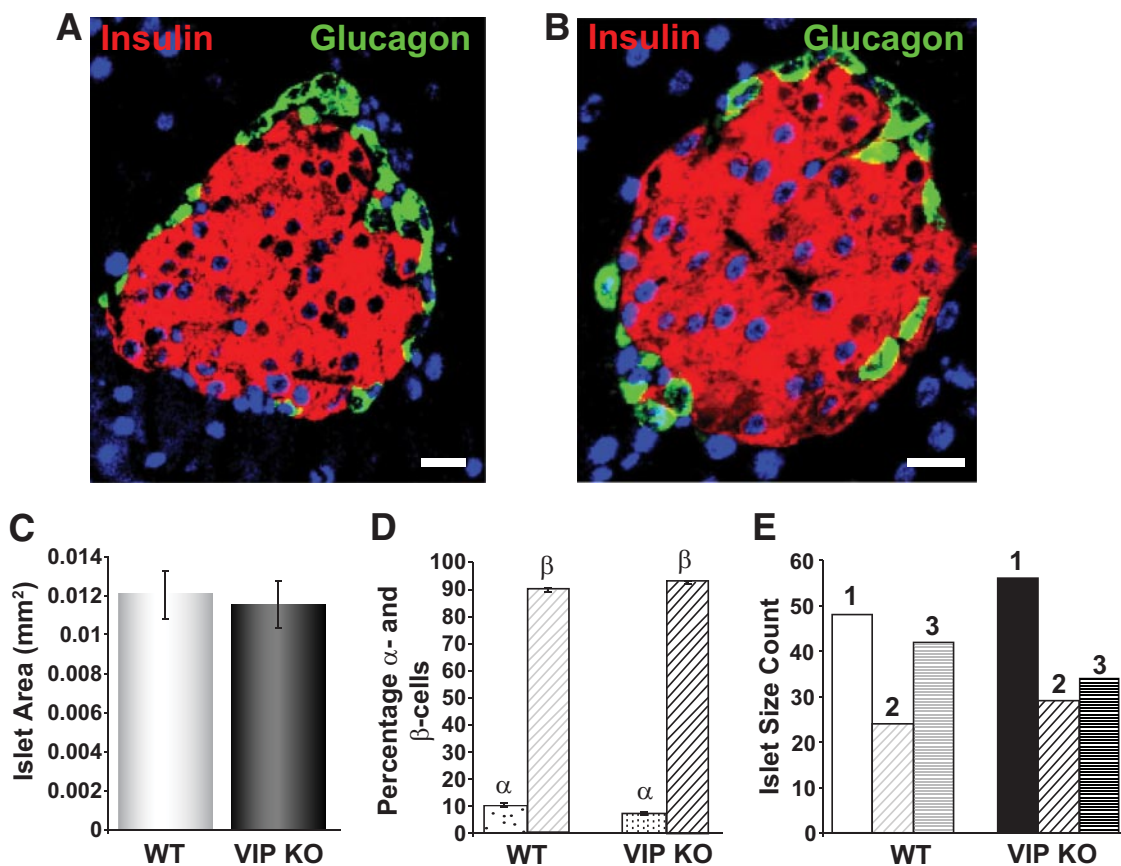 A
Insulin
Glucagon
B
Insulin
Glucagon
C
Islet Area (mm²)
0.014
0.012
0.01
0.008
0.006
0.004
0.002
0
WT
VIP KO
D
Percentage α- and
β-cells
100
90
80
70
60
50
40
30
20
10
0
α
β
α
β
WT
VIP KO
E
Islet Size Count
60
50
40
30
20
10
0
1
2
3
1
2
3
WT
VIP KO